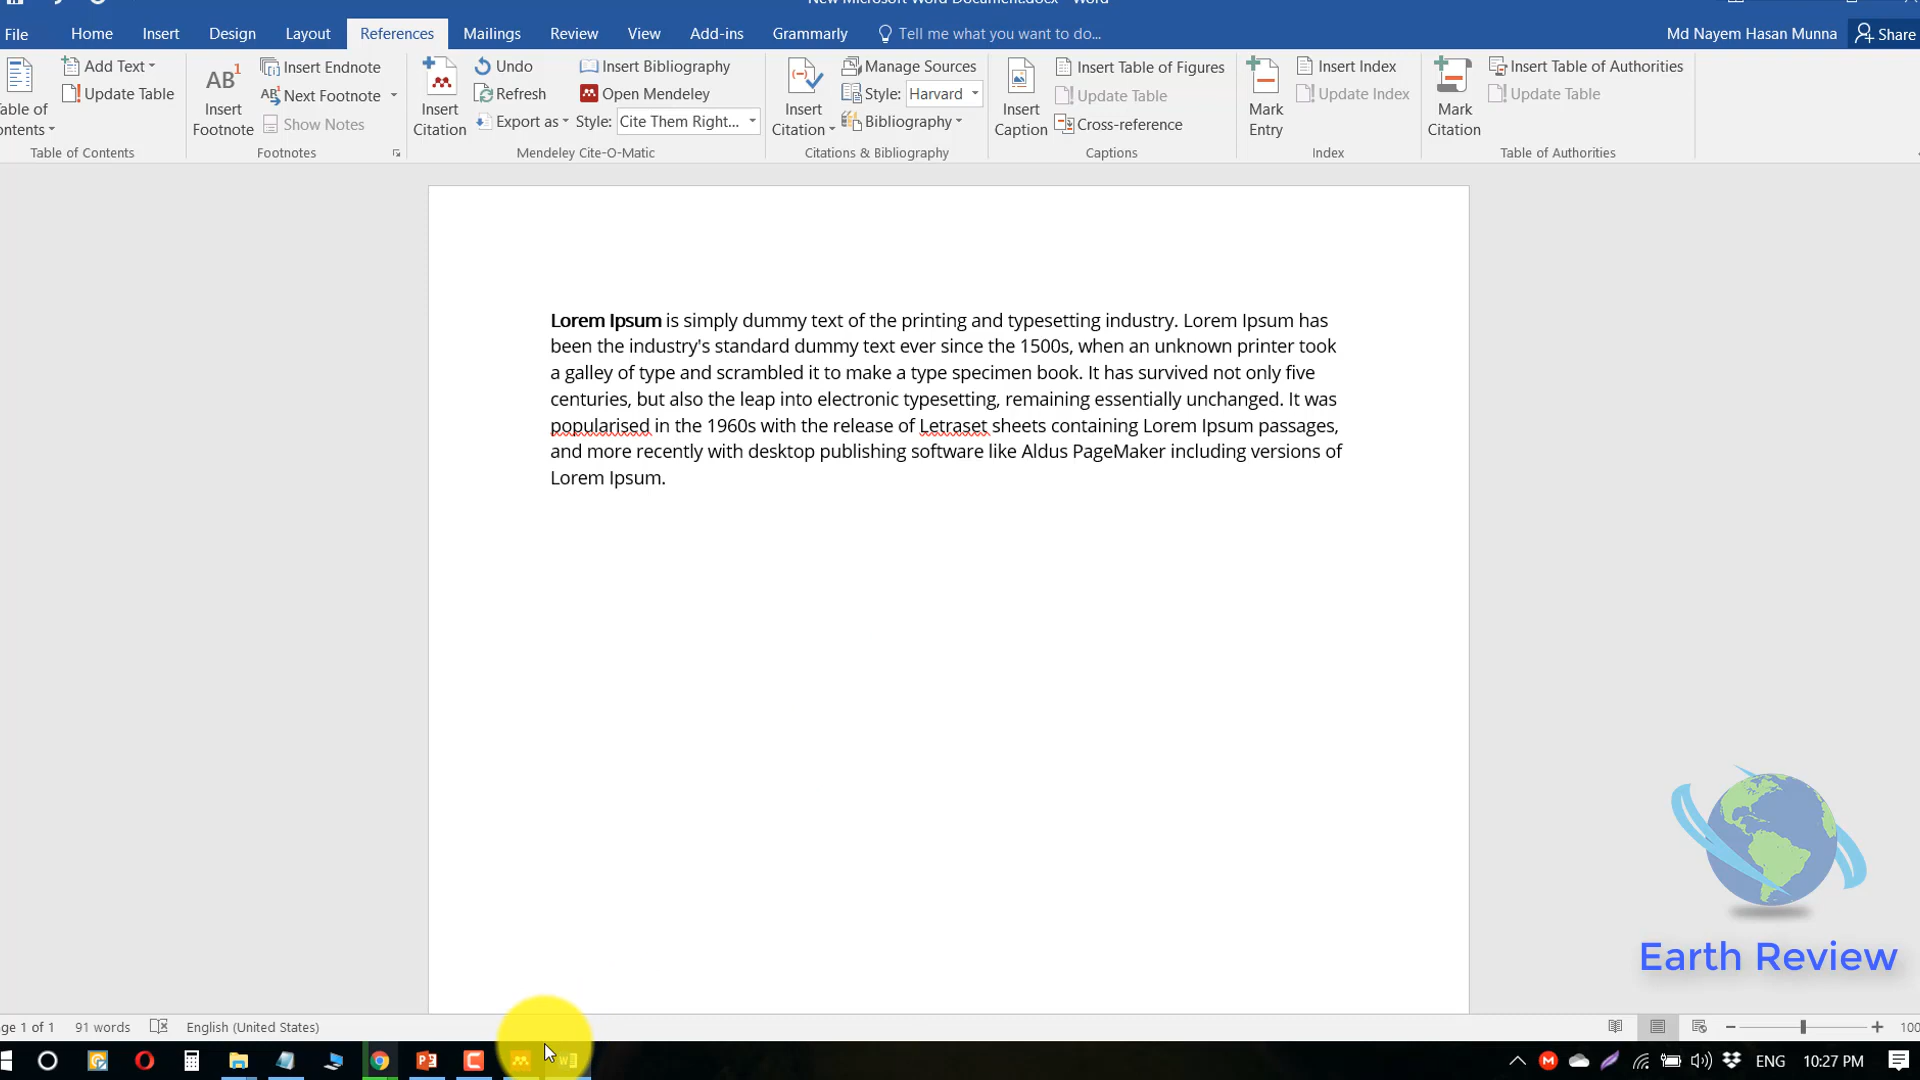 New Microsoft Word Document.docx - Word
File Home Insert Design Layout References Mailings Review View Add-ins Grammarly Tell me what you want to do... Md Nayem Hasan Munna Share
Add Text Insert Endnote Undo Insert Bibliography Manage Sources Insert Table of Figures Insert Index Insert Table of Authorities
able of ontents Update Table AB1 Insert Footnote AB1 Next Footnote Insert Citation Refresh Open Mendeley Insert Citation Style: Harvard Insert Caption Update Table Mark Entry Update Index Mark Citation Update Table
Show Notes Export as Style: Cite Them Right... Bibliography Cross-reference
Table of Contents Footnotes Mendeley Cite-O-Matic Citations & Bibliography Captions Index Table of Authorities
Lorem Ipsum is simply dummy text of the printing and typesetting industry. Lorem Ipsum has
been the industry's standard dummy text ever since the 1500s, when an unknown printer took
a galley of type and scrambled it to make a type specimen book. It has survived not only five
centuries, but also the leap into electronic typesetting, remaining essentially unchanged. It was
popularised in the 1960s with the release of Letraset sheets containing Lorem Ipsum passages,
and more recently with desktop publishing software like Aldus PageMaker including versions of
Lorem Ipsum.
Earth Review
ge 1 of 1 91 words English (United States) 100
ENG 10:27 PM